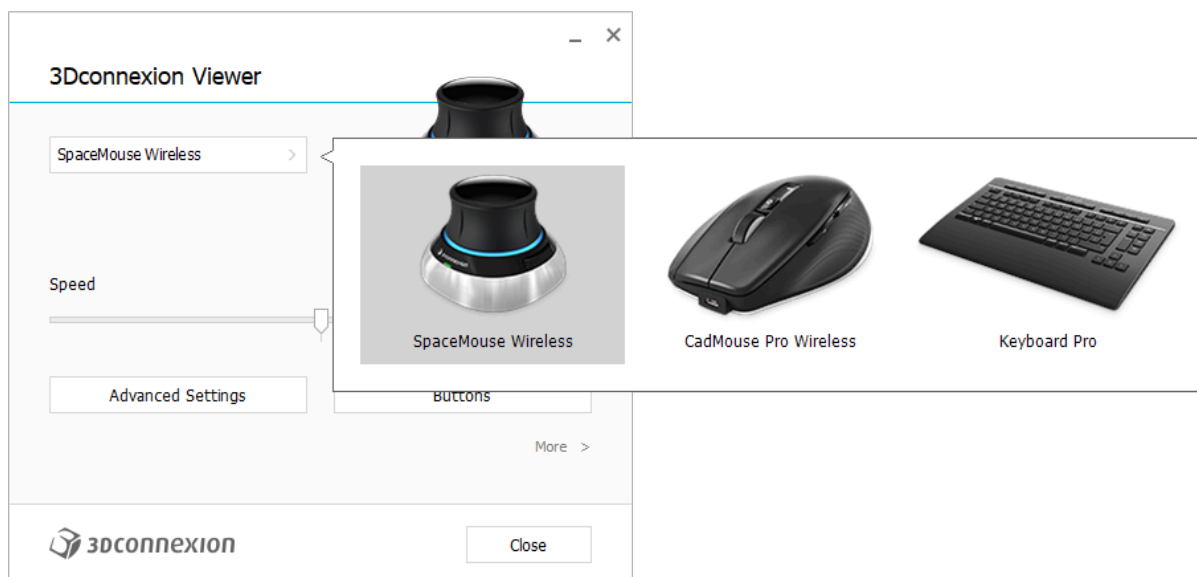 3Dconnexion Viewer
SpaceMouse Wireless
Speed
SpaceMouse Wireless
CadMouse Pro Wireless
Keyboard Pro
Advanced Settings
Buttons
More >
3Dconnexion
Close